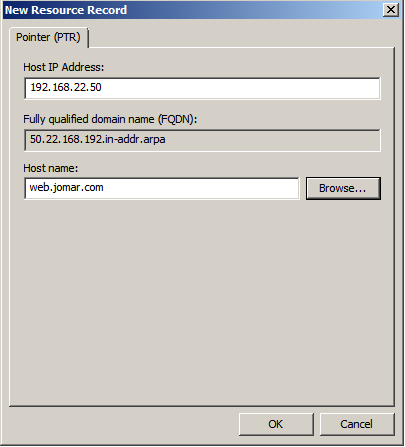 New Resource Record
Pointer (PTR)
Host IP Address:
192.168.22.50
Fully qualified domain name (FQDN):
50.22.168.192.in-addr.arpa
Host name:
web.jomar.com
Browse...
OK
Cancel